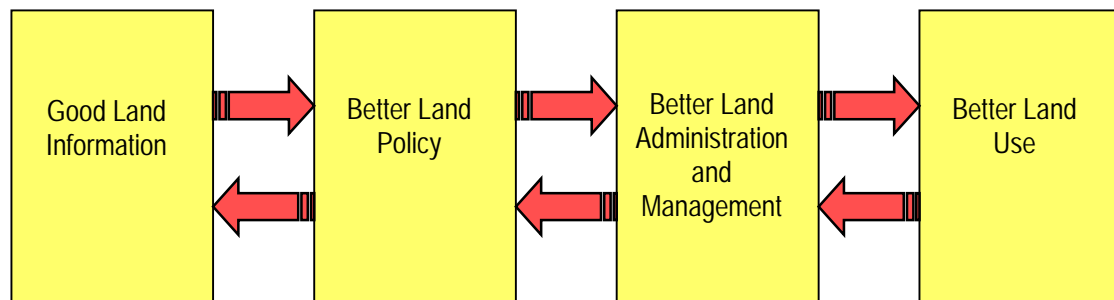 Good Land
Information
Better Land
Policy
Better Land
Administration
and
Management
Better Land
Use